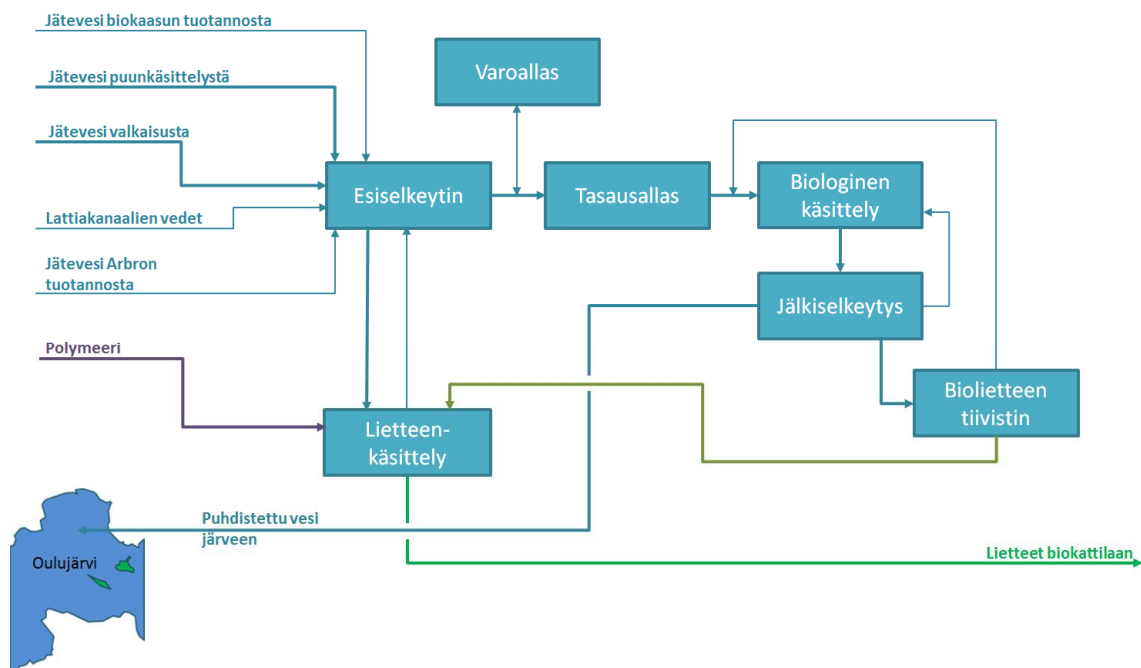 Jätevesi biokaasun tuotannosta
Varoallas
Jätevesi puunkäsittelystä
Jätevesi valkaisusta
Esiselkeytin
Tasausallas
Biologinen
käsittely
Lattiakanaalien vedet
Jätevesi Arbron
tuotannosta
Jälkiselkeytys
Polymeeri
Biolietteen
tiivistin
Lietteen-
käsittely
Puhdistettu vesi
järveen
Oulujärvi
Lietteet biokattilaan